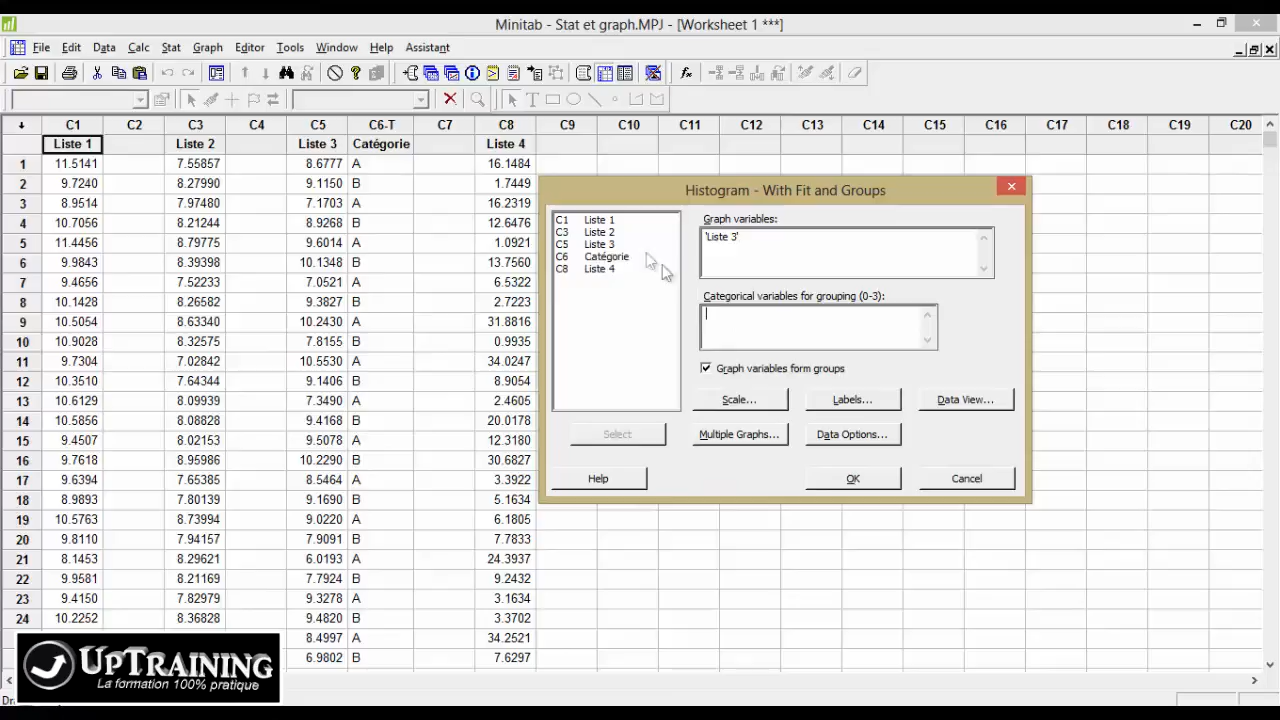 Minitab - Stat et graph.MPJ - [Worksheet 1 ***]
File Edit Data Calc Stat Graph Editor Tools Window Help Assistant
C1 C2 C3 C4 C5 C6-T C7 C8 C9 C10 C11 C12 C13 C14 C15 C16 C17 C18 C19 C20
Liste 1 Liste 2 Liste 3 Catégorie Liste 4
1 11.5141 7.55857 8.6777 A 16.1484
2 9.7240 8.27990 9.1150 B 1.7449
3 8.9514 7.97480 7.1703 A 16.2319
4 10.7056 8.21244 8.9268 B 12.6476
5 11.4456 8.79775 9.6014 A 1.0921
6 9.9843 8.39398 10.1348 B 13.7560
7 9.4656 7.52233 7.0521 A 6.5322
8 10.1428 8.26582 9.3827 B 2.7223
9 10.5054 8.63340 10.2430 A 31.8816
10 10.9028 8.32575 7.8155 B 0.9935
11 9.7304 7.02842 10.5530 A 34.0247
12 10.3510 7.64344 9.1406 B 8.9054
13 10.6129 8.09939 7.3490 A 2.4605
14 10.5856 8.08828 9.4168 B 20.0178
15 9.4507 8.02153 9.5078 A 12.3180
16 9.7618 8.95986 10.2290 B 30.6827
17 9.6394 7.65385 8.5464 A 3.3922
18 8.9893 7.80139 9.1690 B 5.1634
19 10.5763 8.73994 9.0220 A 6.1805
20 9.8110 7.94157 7.9091 B 7.7833
21 8.1453 8.29621 6.0193 A 24.3937
22 9.9581 8.21169 7.7924 B 9.2432
23 9.4150 7.82979 9.3278 A 3.1634
24 10.2252 8.36828 9.4820 B 3.3702
8.4997 A 34.2521
6.9802 B 7.6297
Histogram - With Fit and Groups
C1 Liste 1
C3 Liste 2
C5 Liste 3
C6 Catégorie
C8 Liste 4
Graph variables:
'Liste 3'
Categorical variables for grouping (0-3):
Graph variables form groups
Scale... Labels... Data View...
Select Multiple Graphs... Data Options...
Help OK Cancel
UpTraining
La formation 100% pratique